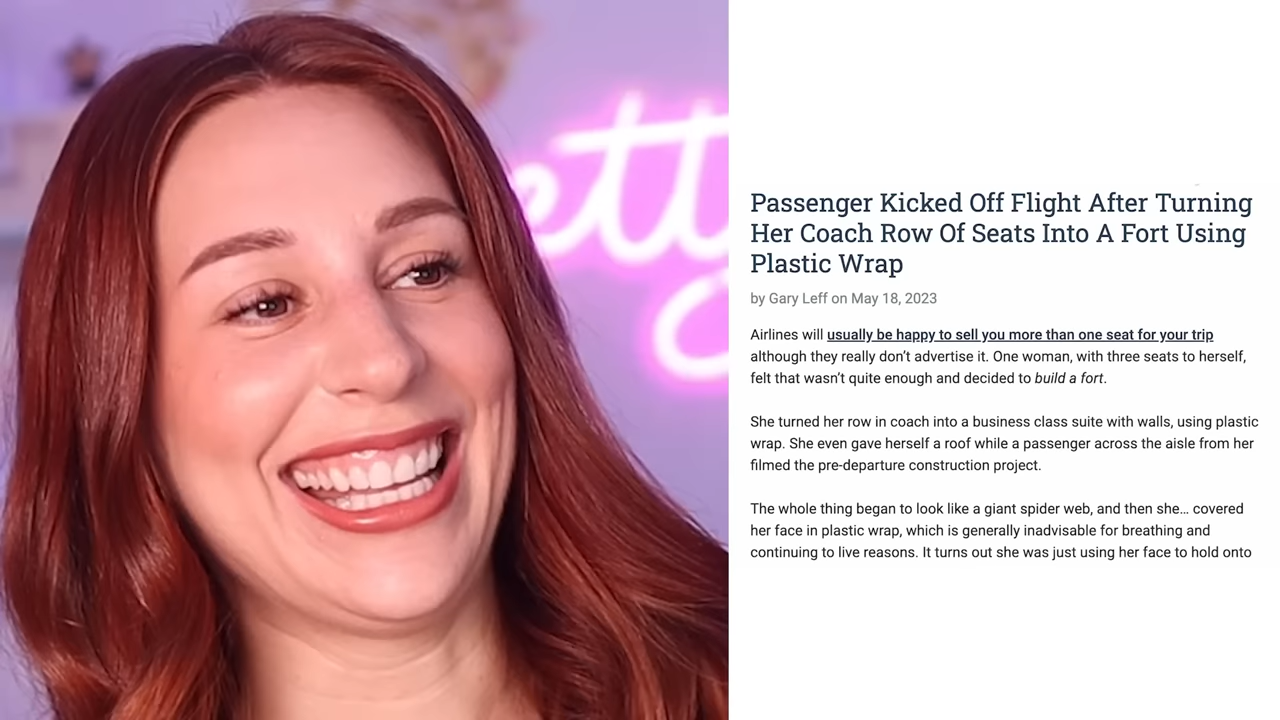 etty
Passenger Kicked Off Flight After Turning
Her Coach Row Of Seats Into A Fort Using
Plastic Wrap
by Gary Leff on May 18, 2023
Airlines will usually be happy to sell you more than one seat for your trip
although they really don’t advertise it. One woman, with three seats to herself,
felt that wasn’t quite enough and decided to build a fort.
She turned her row in coach into a business class suite with walls, using plastic
wrap. She even gave herself a roof while a passenger across the aisle from her
filmed the pre-departure construction project.
The whole thing began to look like a giant spider web, and then she… covered
her face in plastic wrap, which is generally inadvisable for breathing and
continuing to live reasons. It turns out she was just using her face to hold onto